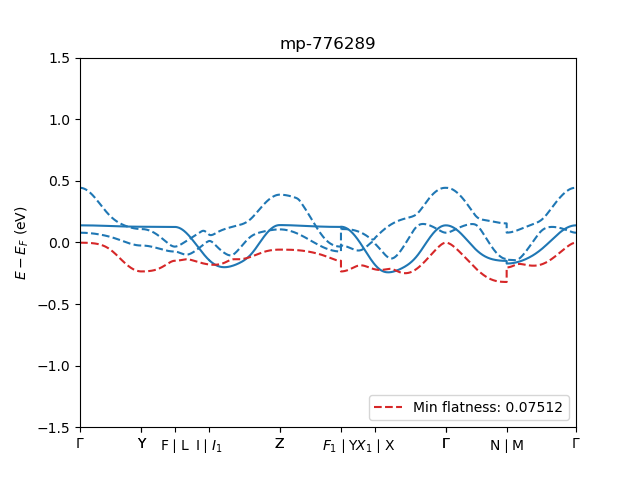 mp-776289
E − E_F (eV)
1.5
1.0
0.5
0.0
−0.5
−1.0
−1.5
Min flatness: 0.07512
Γ Y F | L I | I₁ Z F₁ | Y X₁ | X Γ N | M Γ